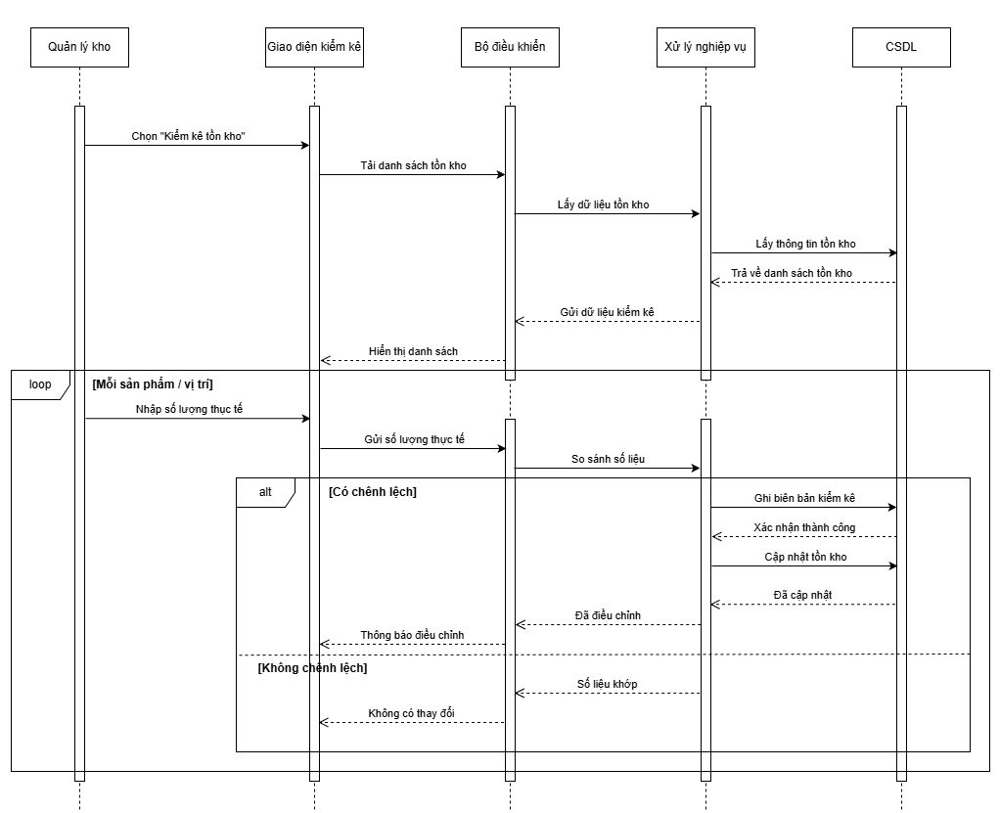 Quản lý kho
Giao diện kiểm kê
Bộ điều khiển
Xử lý nghiệp vụ
CSDL
Chọn "Kiểm kê tồn kho"
Tải danh sách tồn kho
Lấy dữ liệu tồn kho
Lấy thông tin tồn kho
Trả về danh sách tồn kho
Gửi dữ liệu kiểm kê
Hiển thị danh sách
loop
[Mỗi sản phẩm / vị trí]
Nhập số lượng thực tế
Gửi số lượng thực tế
So sánh số liệu
alt
[Có chênh lệch]
Ghi biên bản kiểm kê
Xác nhận thành công
Cập nhật tồn kho
Đã cập nhật
Đã điều chỉnh
Thông báo điều chỉnh
[Không chênh lệch]
Số liệu khớp
Không có thay đổi